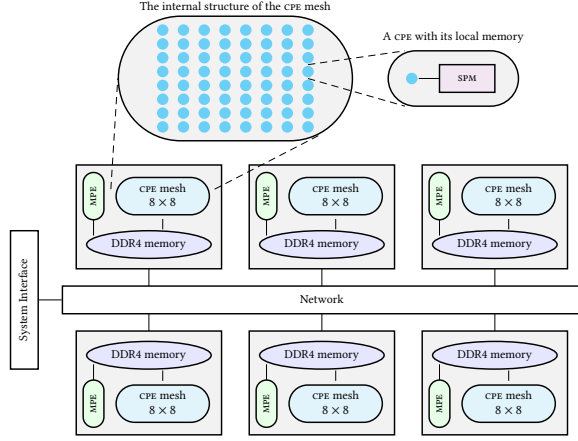 The internal structure of the CPE mesh
A CPE with its local memory
SPM
MPE
CPE mesh
8 × 8
DDR4 memory
MPE
CPE mesh
8 × 8
DDR4 memory
MPE
CPE mesh
8 × 8
DDR4 memory
System Interface
Network
DDR4 memory
MPE
CPE mesh
8 × 8
DDR4 memory
MPE
CPE mesh
8 × 8
DDR4 memory
MPE
CPE mesh
8 × 8